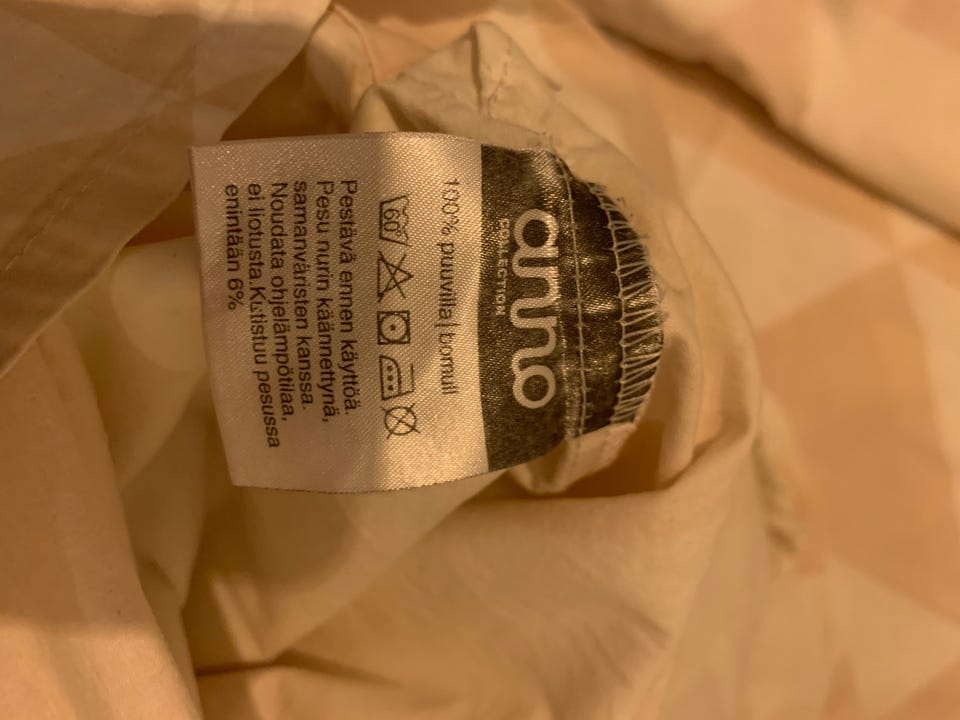 anno
COLLECTION
100% puuvilla | bomull
60
Pestävä ennen käyttöä.
Pesu nurin käännettynä,
samanväristen kanssa.
Noudata ohjelämpötilaa,
ei liotusta.Kutistuu pesussa
enintään 6%